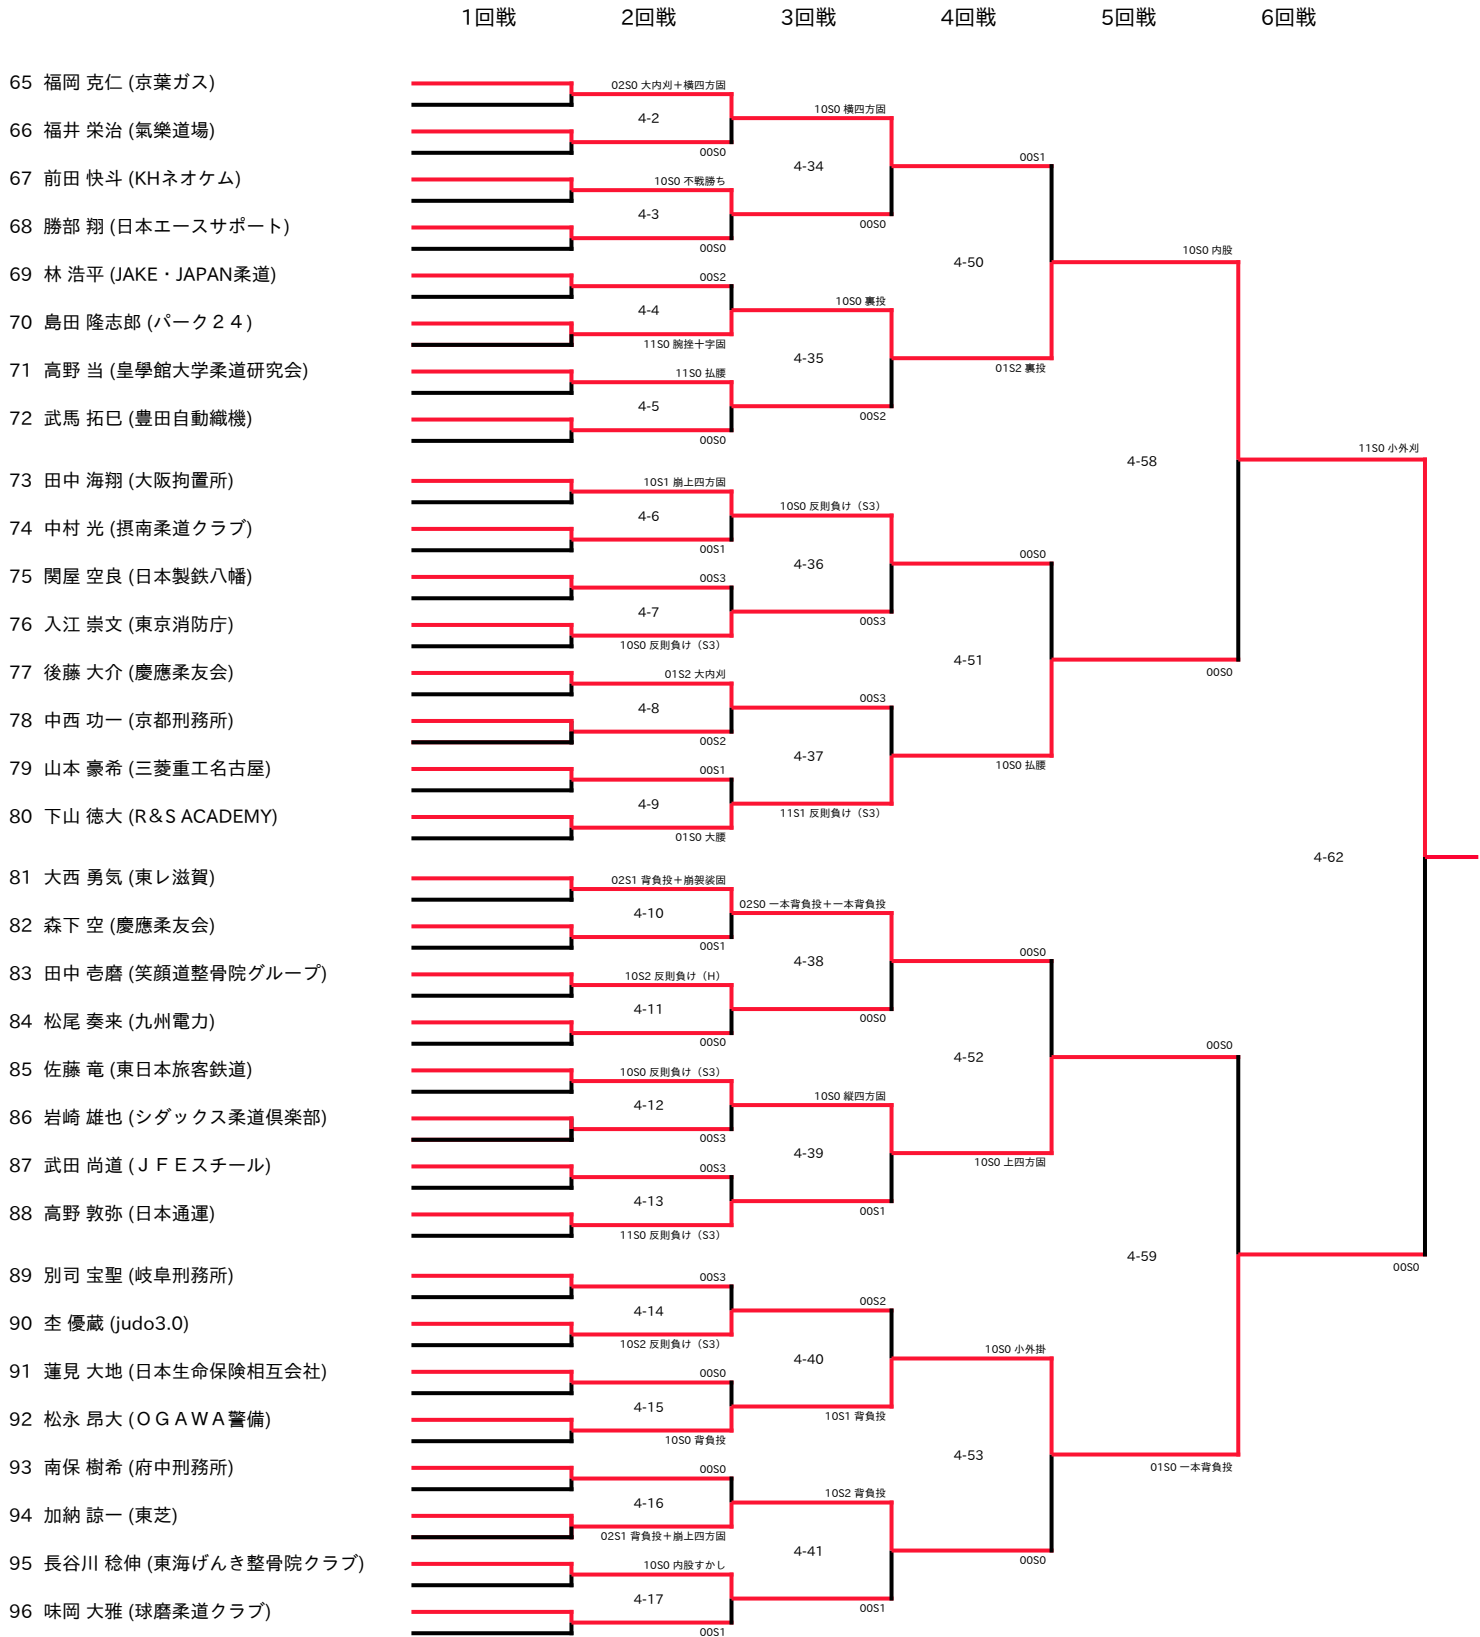 1回戦 2回戦 3回戦 4回戦 5回戦 6回戦
65 福岡 克仁 (京葉ガス)
02S0 大内刈＋横四方固
10S0 横四方固
4-2
66 福井 栄治 (氣樂道場)
00S0
00S1
4-34
67 前田 快斗 (KHネオケム)
10S0 不戦勝ち
4-3
00S0
68 勝部 翔 (日本エースサポート)
00S0
10S0 内股
4-50
69 林 浩平 (JAKE・JAPAN柔道)
00S2
10S0 裏投
4-4
70 島田 隆志郎 (パーク２４)
11S0 腕挫十字固
4-35
01S2 裏投
71 高野 当 (皇學館大学柔道研究会)
11S0 払腰
4-5
00S2
72 武馬 拓巳 (豊田自動織機)
00S0
11S0 小外刈
4-58
73 田中 海翔 (大阪拘置所)
10S1 崩上四方固
10S0 反則負け（S3）
4-6
74 中村 光 (摂南柔道クラブ)
00S1
00S0
4-36
75 関屋 空良 (日本製鉄八幡)
00S3
4-7
00S3
76 入江 崇文 (東京消防庁)
10S0 反則負け（S3）
4-51
00S0
77 後藤 大介 (慶應柔友会)
01S2 大内刈
00S3
4-8
78 中西 功一 (京都刑務所)
00S2
4-37
10S0 払腰
79 山本 豪希 (三菱重工名古屋)
00S1
4-9
11S1 反則負け（S3）
80 下山 徳大 (R＆S ACADEMY)
01S0 大腰
4-62
81 大西 勇気 (東レ滋賀)
02S1 背負投＋崩袈裟固
02S0 一本背負投＋一本背負投
4-10
82 森下 空 (慶應柔友会)
00S1
00S0
4-38
83 田中 壱磨 (笑顔道整骨院グループ)
10S2 反則負け（H）
4-11
00S0
84 松尾 奏来 (九州電力)
00S0
00S0
4-52
85 佐藤 竜 (東日本旅客鉄道)
10S0 反則負け（S3）
10S0 縦四方固
4-12
86 岩崎 雄也 (シダックス柔道倶楽部)
00S3
4-39
10S0 上四方固
87 武田 尚道 (ＪＦＥスチール)
00S3
4-13
00S1
88 高野 敦弥 (日本通運)
11S0 反則負け（S3）
4-59
00S0
89 別司 宝聖 (岐阜刑務所)
00S3
00S2
4-14
90 杢 優蔵 (judo3.0)
10S2 反則負け（S3）
10S0 小外掛
4-40
91 蓮見 大地 (日本生命保険相互会社)
00S0
4-15
10S1 背負投
92 松永 昂大 (ＯＧＡＷＡ警備)
10S0 背負投
4-53
01S0 一本背負投
93 南保 樹希 (府中刑務所)
00S0
10S2 背負投
4-16
94 加納 諒一 (東芝)
02S1 背負投＋崩上四方固
4-41
00S0
95 長谷川 稔伸 (東海げんき整骨院クラブ)
10S0 内股すかし
4-17
00S1
96 味岡 大雅 (球磨柔道クラブ)
00S1